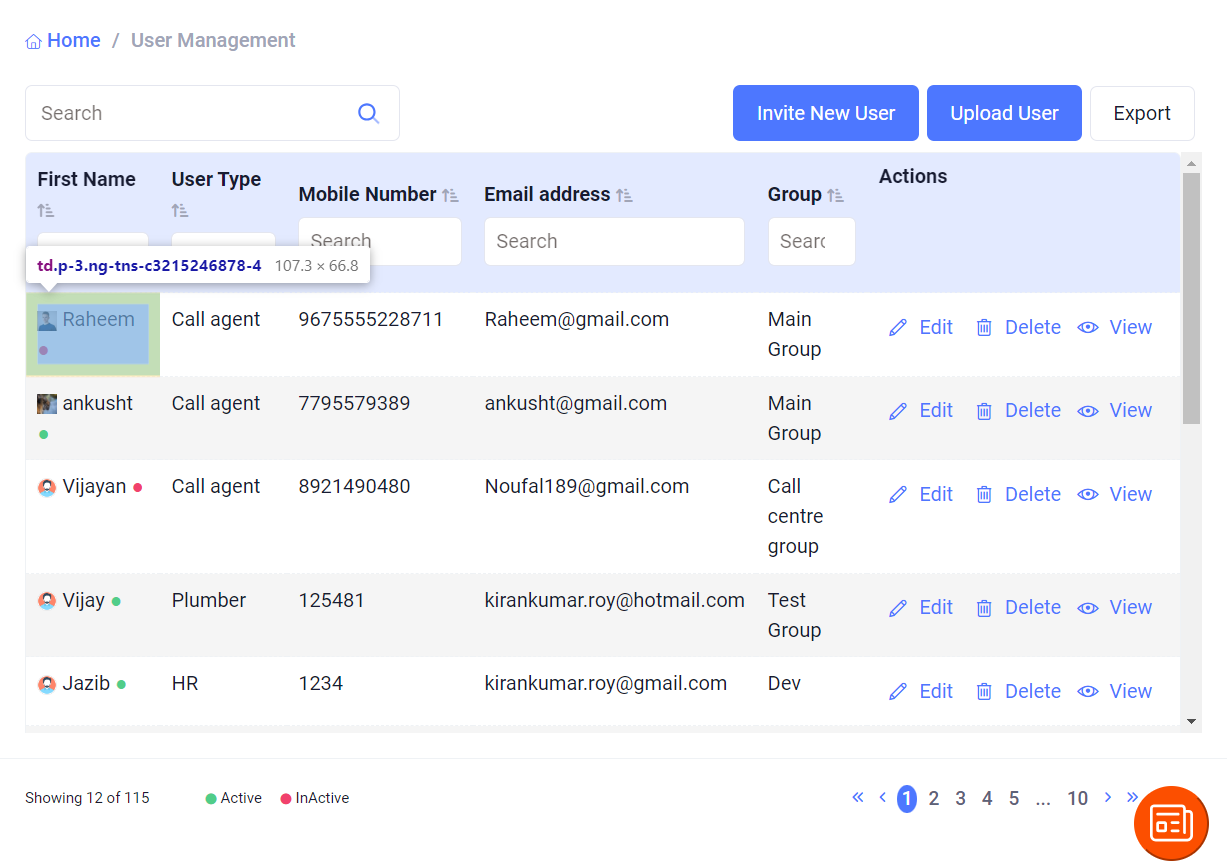 Home / User Management
Search
Invite New User
Upload User
Export
First Name User Type Mobile Number Email address Group Actions
Search Search Search
td.p-3.ng-tns-c3215246878-4 107.3 × 66.8
Raheem Call agent 9675555228711 Raheem@gmail.com Main
Group Edit Delete View
ankusht Call agent 7795579389 ankusht@gmail.com Main
Group Edit Delete View
Vijayan Call agent 8921490480 Noufal189@gmail.com Call
centre
group Edit Delete View
Vijay Plumber 125481 kirankumar.roy@hotmail.com Test
Group Edit Delete View
Jazib HR 1234 kirankumar.roy@gmail.com Dev Edit Delete View
Showing 12 of 115 Active InActive « ‹ 1 2 3 4 5 ... 10 › »